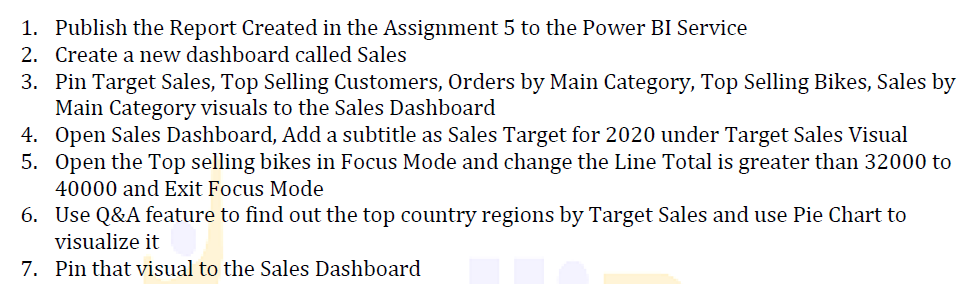 1. Publish the Report Created in the Assignment 5 to the Power BI Service
2. Create a new dashboard called Sales
3. Pin Target Sales, Top Selling Customers, Orders by Main Category, Top Selling Bikes, Sales by
Main Category visuals to the Sales Dashboard
4. Open Sales Dashboard, Add a subtitle as Sales Target for 2020 under Target Sales Visual
5. Open the Top selling bikes in Focus Mode and change the Line Total is greater than 32000 to
40000 and Exit Focus Mode
6. Use Q&A feature to find out the top country regions by Target Sales and use Pie Chart to
visualize it
7. Pin that visual to the Sales Dashboard